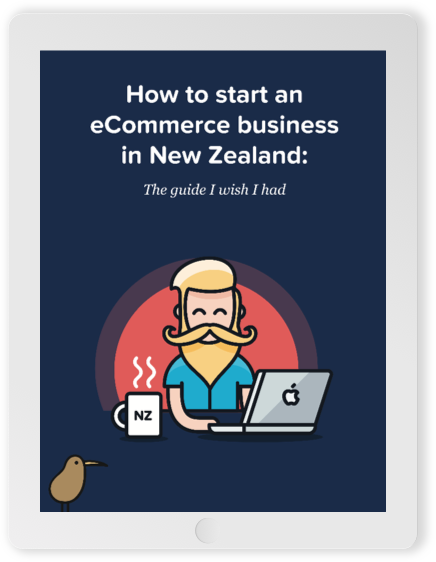 How to start an
eCommerce business
in New Zealand:
The guide I wish I had
NZ